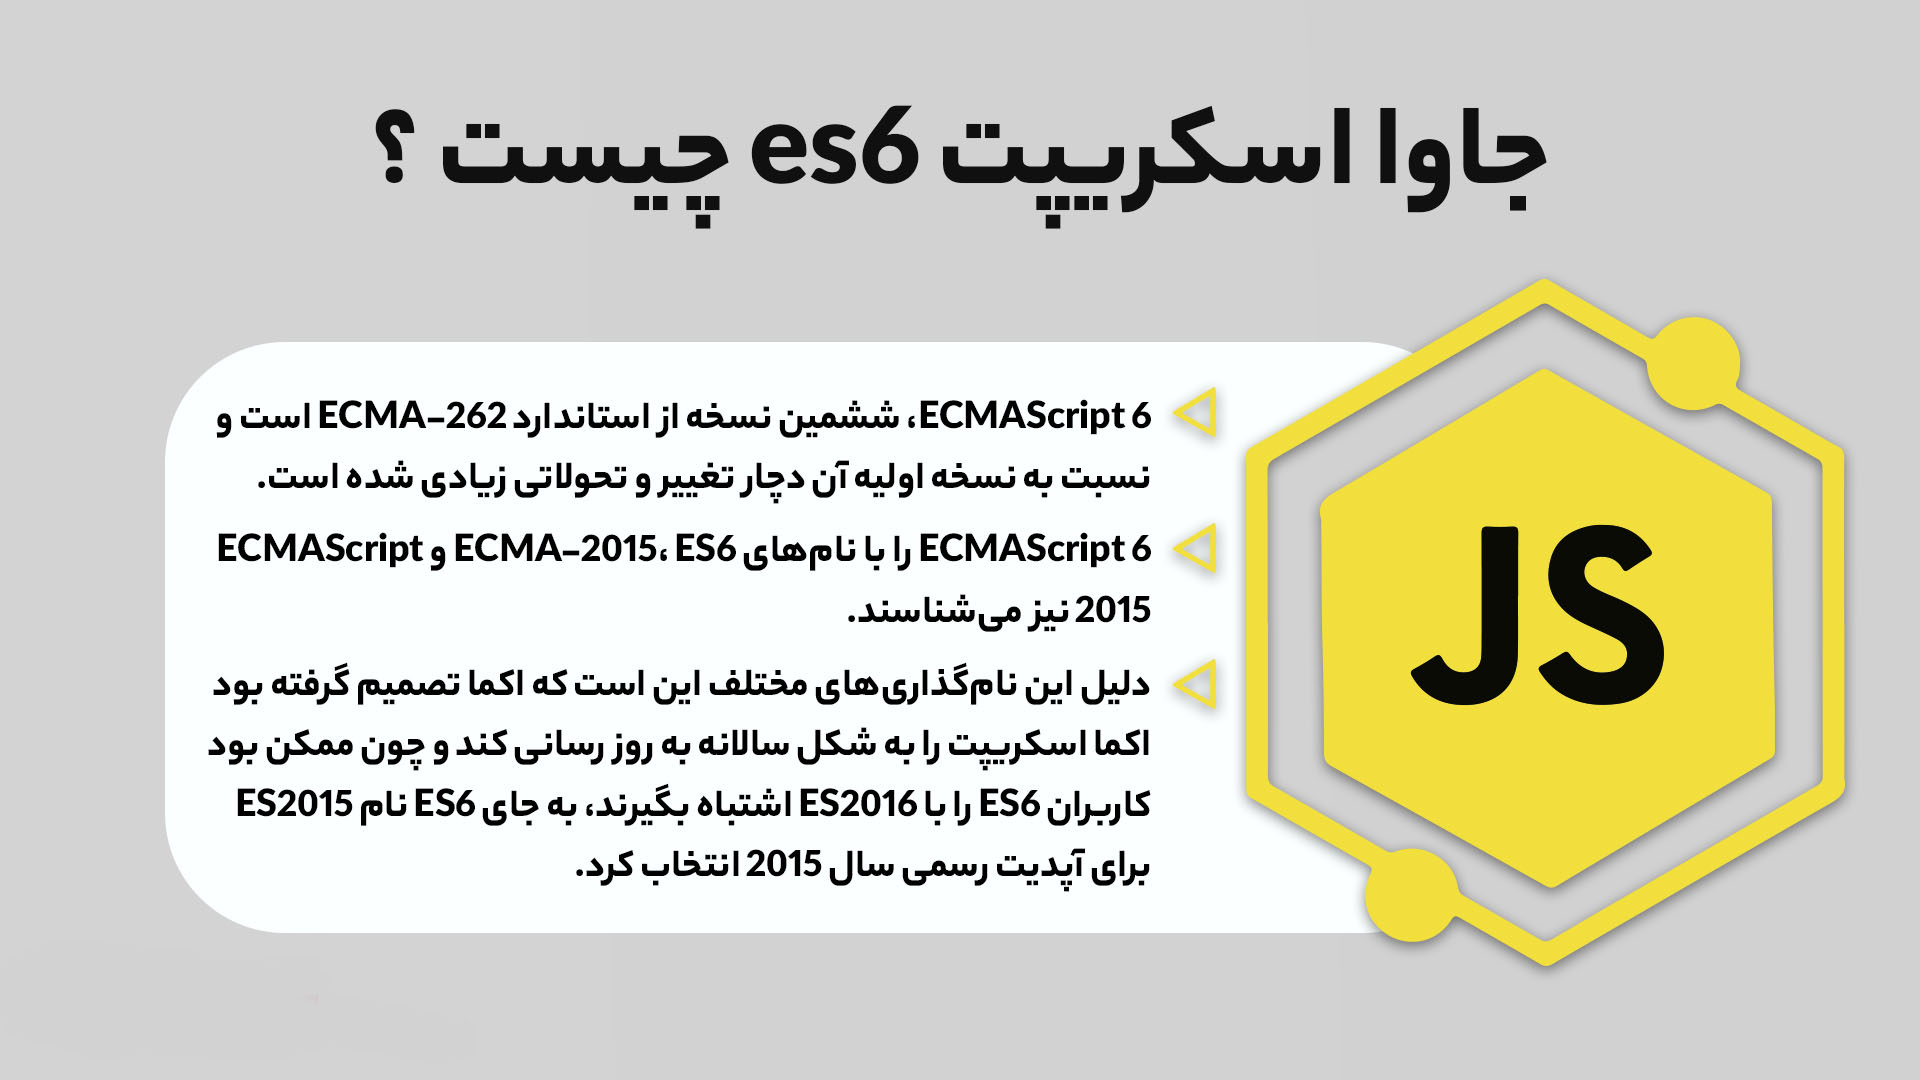 جاوا اسکریپت es6 چیست ؟
ECMAScript 6، ششمین نسخه از استاندارد ECMA-262 است و
نسبت به نسخه اولیه آن دچار تغییر و تحولاتی زیادی شده است.
ECMAScript 6 را با نام‌های ECMA-2015، ES6 و ECMAScript
2015 نیز می‌شناسند.
دلیل این نام‌گذاری‌های مختلف این است که اکما تصمیم گرفته بود
اکما اسکریپت را به شکل سالانه به روز رسانی کند و چون ممکن بود
کاربران ES6 را با ES2016 اشتباه بگیرند، به جای ES6 نام ES2015
برای آپدیت رسمی سال 2015 انتخاب کرد.
JS